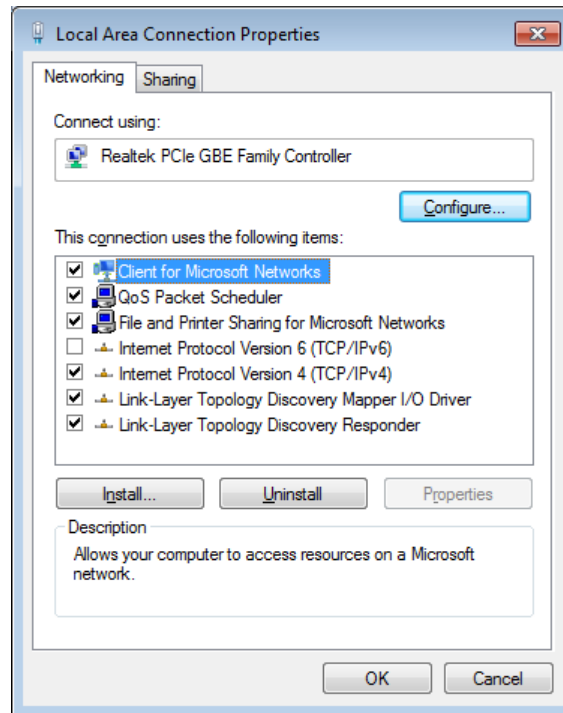 Local Area Connection Properties
Networking
Sharing
Connect using:
Realtek PCIe GBE Family Controller
Configure...
This connection uses the following items:
Client for Microsoft Networks
QoS Packet Scheduler
File and Printer Sharing for Microsoft Networks
Internet Protocol Version 6 (TCP/IPv6)
Internet Protocol Version 4 (TCP/IPv4)
Link-Layer Topology Discovery Mapper I/O Driver
Link-Layer Topology Discovery Responder
Install...
Uninstall
Properties
Description
Allows your computer to access resources on a Microsoft
network.
OK
Cancel